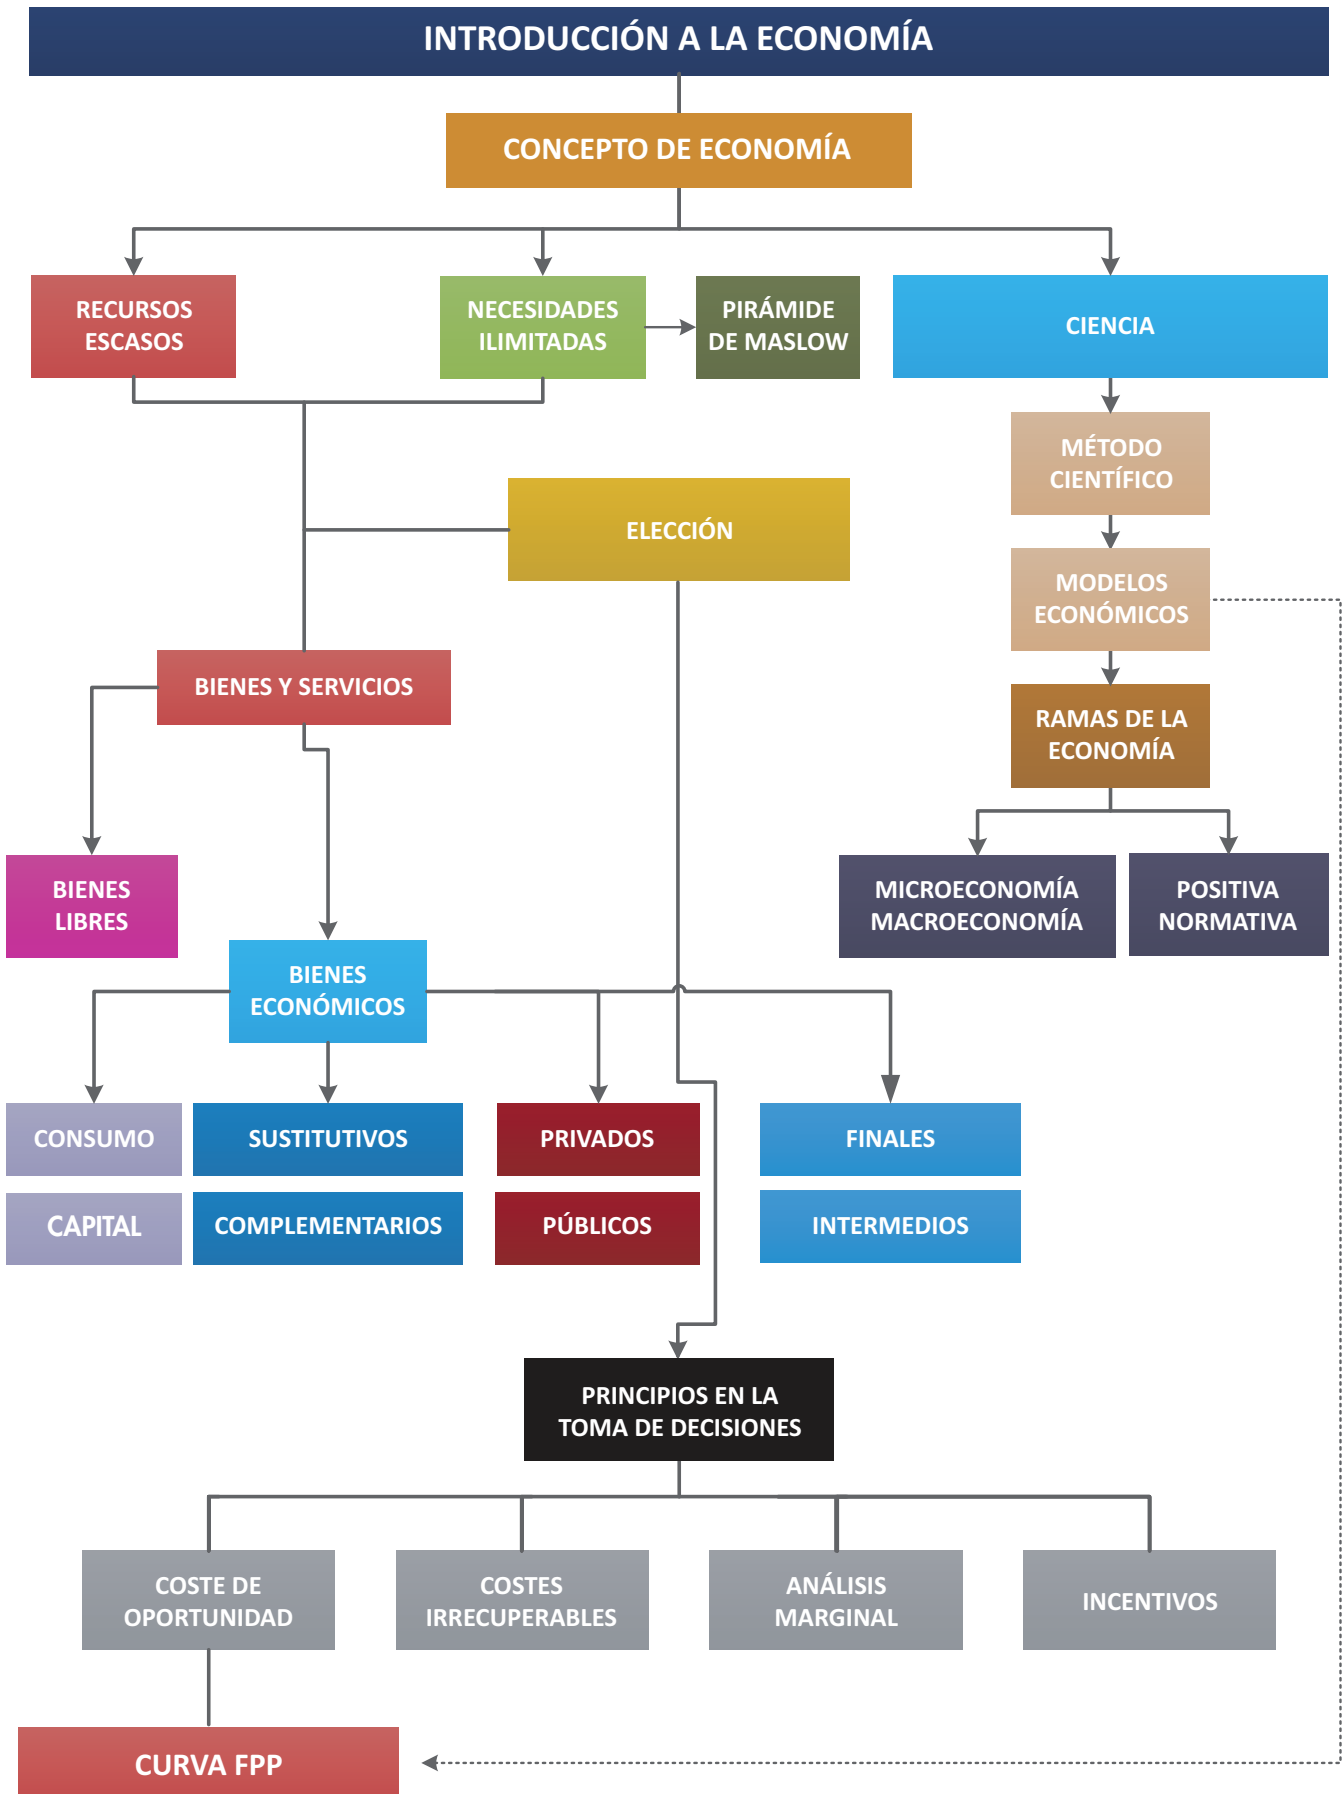 INTRODUCCIÓN A LA ECONOMÍA
CONCEPTO DE ECONOMÍA
RECURSOS
ESCASOS
NECESIDADES
ILIMITADAS
PIRÁMIDE
DE MASLOW
CIENCIA
MÉTODO
CIENTÍFICO
ELECCIÓN
MODELOS
ECONÓMICOS
BIENES Y SERVICIOS
RAMAS DE LA
ECONOMÍA
BIENES
LIBRES
MICROECONOMÍA
MACROECONOMÍA
POSITIVA
NORMATIVA
BIENES
ECONÓMICOS
CONSUMO
SUSTITUTIVOS
PRIVADOS
FINALES
CAPITAL
COMPLEMENTARIOS
PÚBLICOS
INTERMEDIOS
PRINCIPIOS EN LA
TOMA DE DECISIONES
COSTE DE
OPORTUNIDAD
COSTES
IRRECUPERABLES
ANÁLISIS
MARGINAL
INCENTIVOS
CURVA FPP